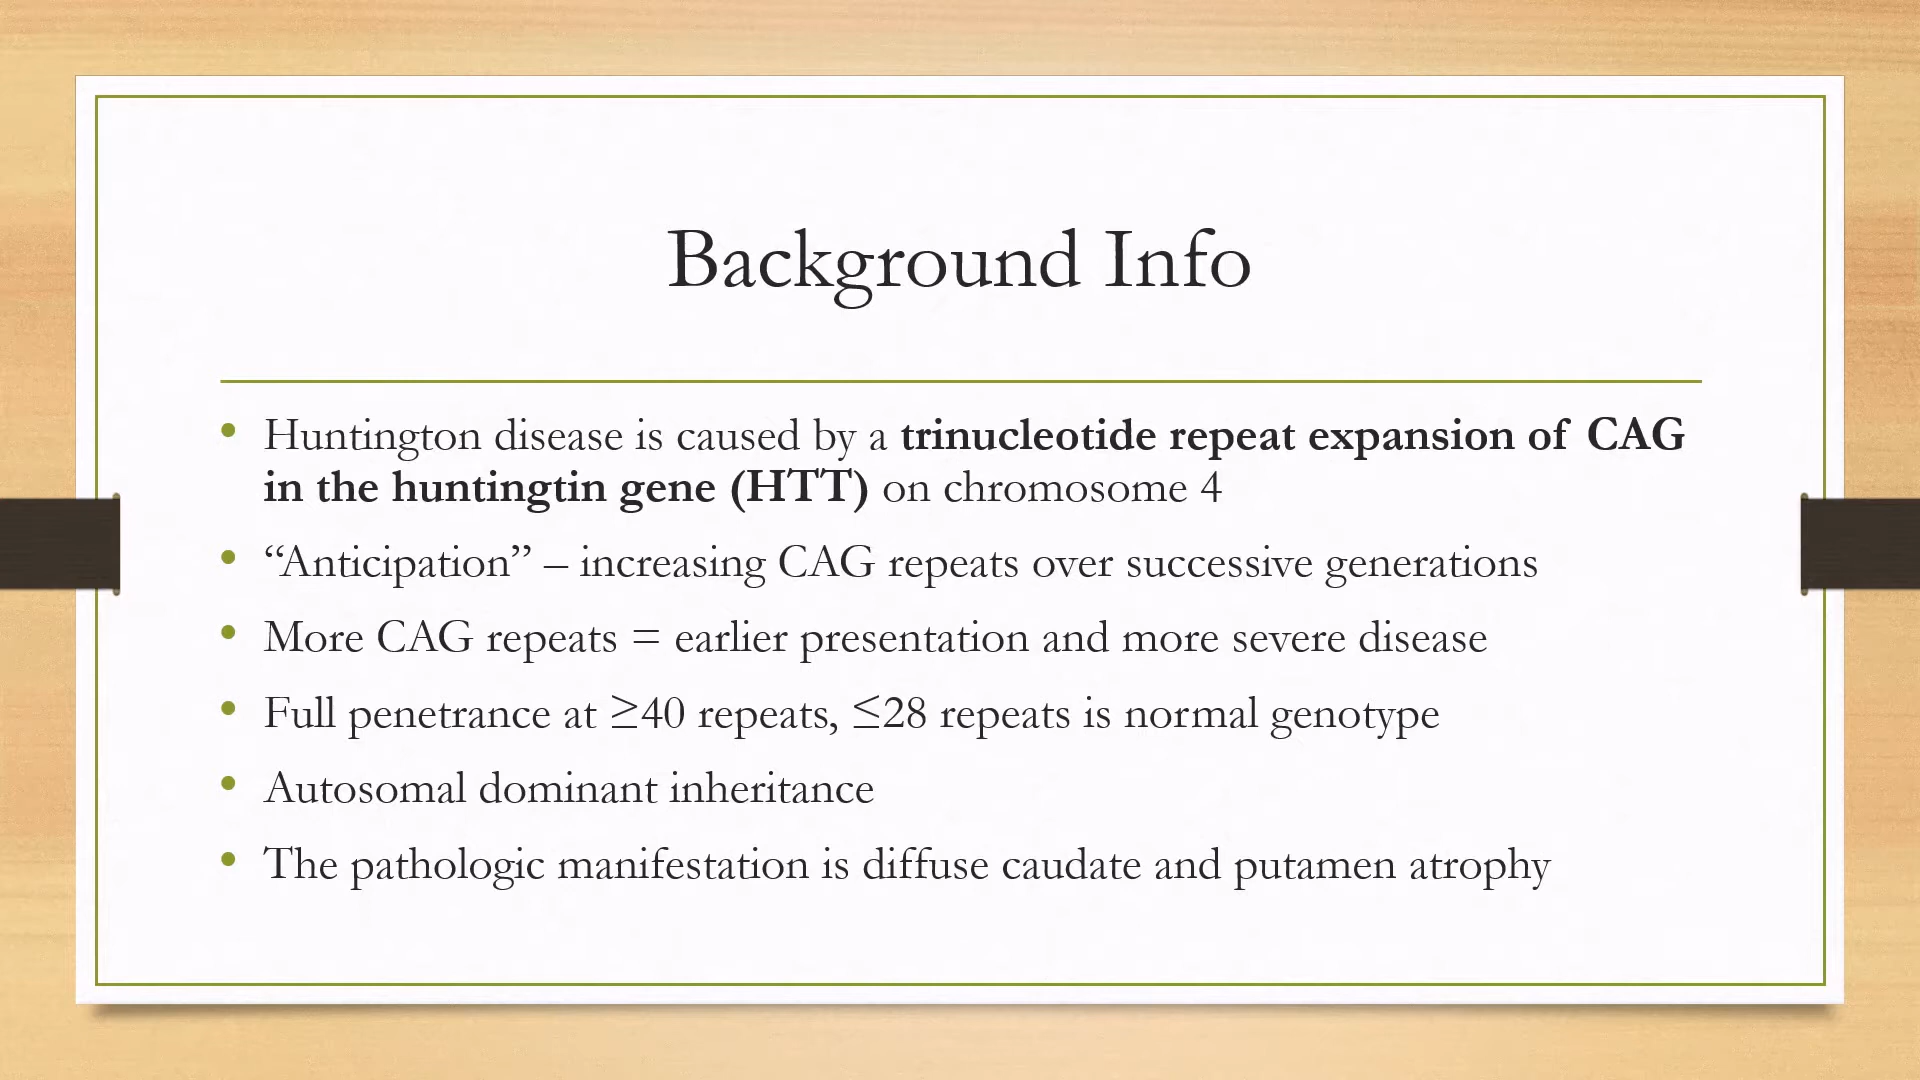 Background Info
• Huntington disease is caused by a trinucleotide repeat expansion of CAG
in the huntingtin gene (HTT) on chromosome 4
• “Anticipation” – increasing CAG repeats over successive generations
• More CAG repeats = earlier presentation and more severe disease
• Full penetrance at ≥40 repeats, ≤28 repeats is normal genotype
• Autosomal dominant inheritance
• The pathologic manifestation is diffuse caudate and putamen atrophy